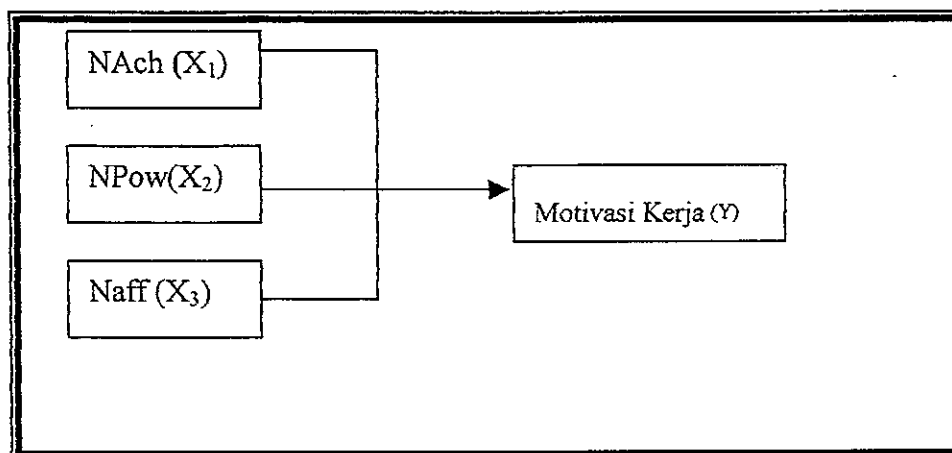 NAch (X₁)
NPow(X₂)
Motivasi Kerja (Y)
Naff (X₃)